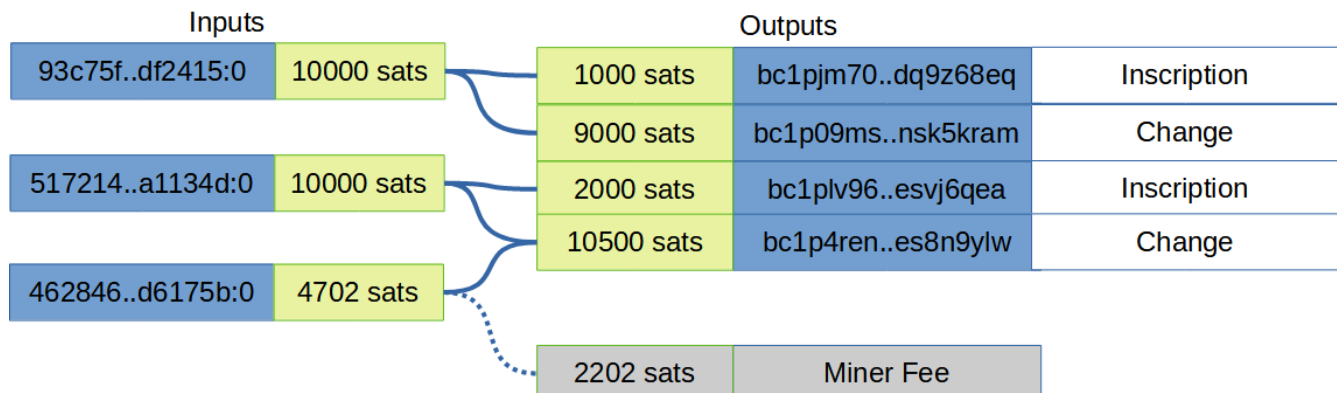 Inputs
Outputs
93c75f..df2415:0 10000 sats
1000 sats bc1pjm70..dq9z68eq Inscription
9000 sats bc1p09ms..nsk5kram Change
517214..a1134d:0 10000 sats
2000 sats bc1plv96..esvj6qea Inscription
10500 sats bc1p4ren..es8n9ylw Change
462846..d6175b:0 4702 sats
2202 sats Miner Fee